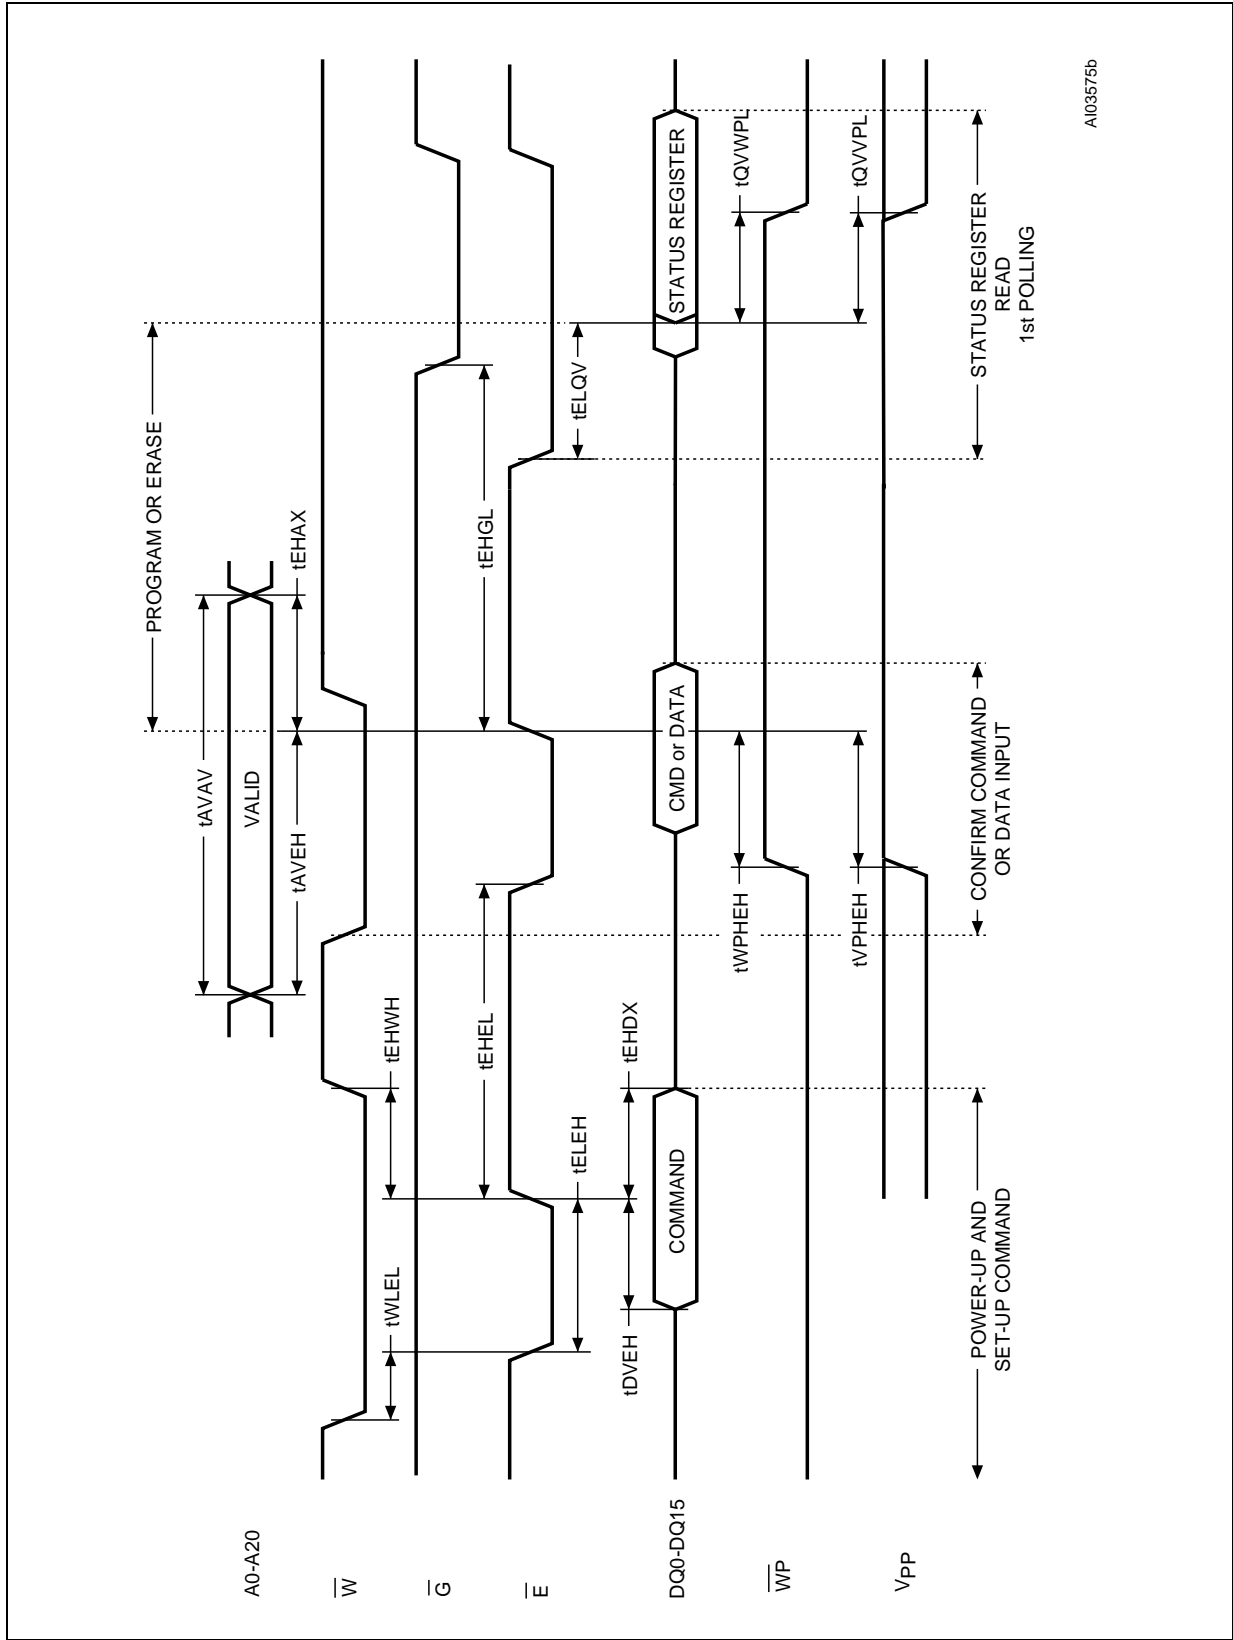 PROGRAM OR ERASE
tAVAV
A0-A20
VALID
tAVEH
tEHAX
W
tWLEL
tEHWH
G
tEHEL
tEHGL
E
tELEH
tELQV
tDVEH
tEHDX
DQ0-DQ15
COMMAND
CMD or DATA
STATUS REGISTER
tWPHEH
tQVWPL
WP
tVPHEH
tQVVPL
VPP
POWER-UP AND
SET-UP COMMAND
CONFIRM COMMAND
OR DATA INPUT
STATUS REGISTER
READ
1st POLLING
AI03575b